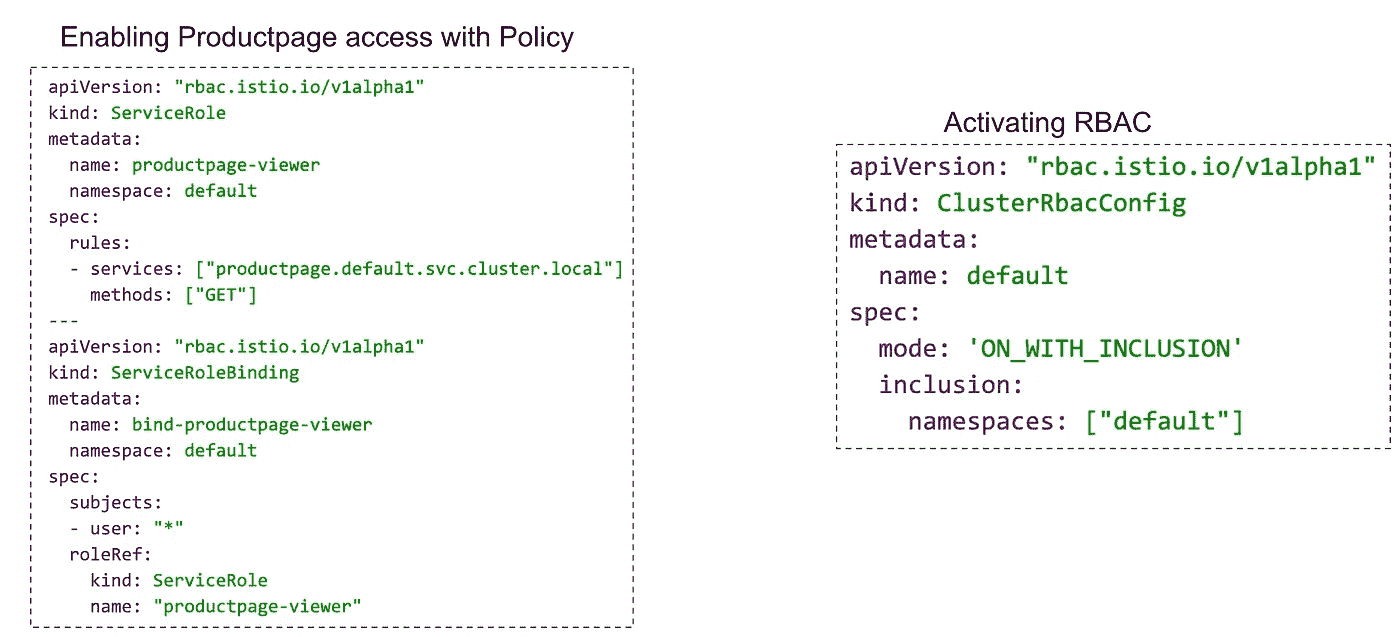 Enabling Productpage access with Policy
apiVersion: "rbac.istio.io/v1alpha1"
kind: ServiceRole
metadata:
  name: productpage-viewer
  namespace: default
spec:
  rules:
  - services: ["productpage.default.svc.cluster.local"]
    methods: ["GET"]
---
apiVersion: "rbac.istio.io/v1alpha1"
kind: ServiceRoleBinding
metadata:
  name: bind-productpage-viewer
  namespace: default
spec:
  subjects:
  - user: "*"
  roleRef:
    kind: ServiceRole
    name: "productpage-viewer"
Activating RBAC
apiVersion: "rbac.istio.io/v1alpha1"
kind: ClusterRbacConfig
metadata:
  name: default
spec:
  mode: 'ON_WITH_INCLUSION'
  inclusion:
    namespaces: ["default"]